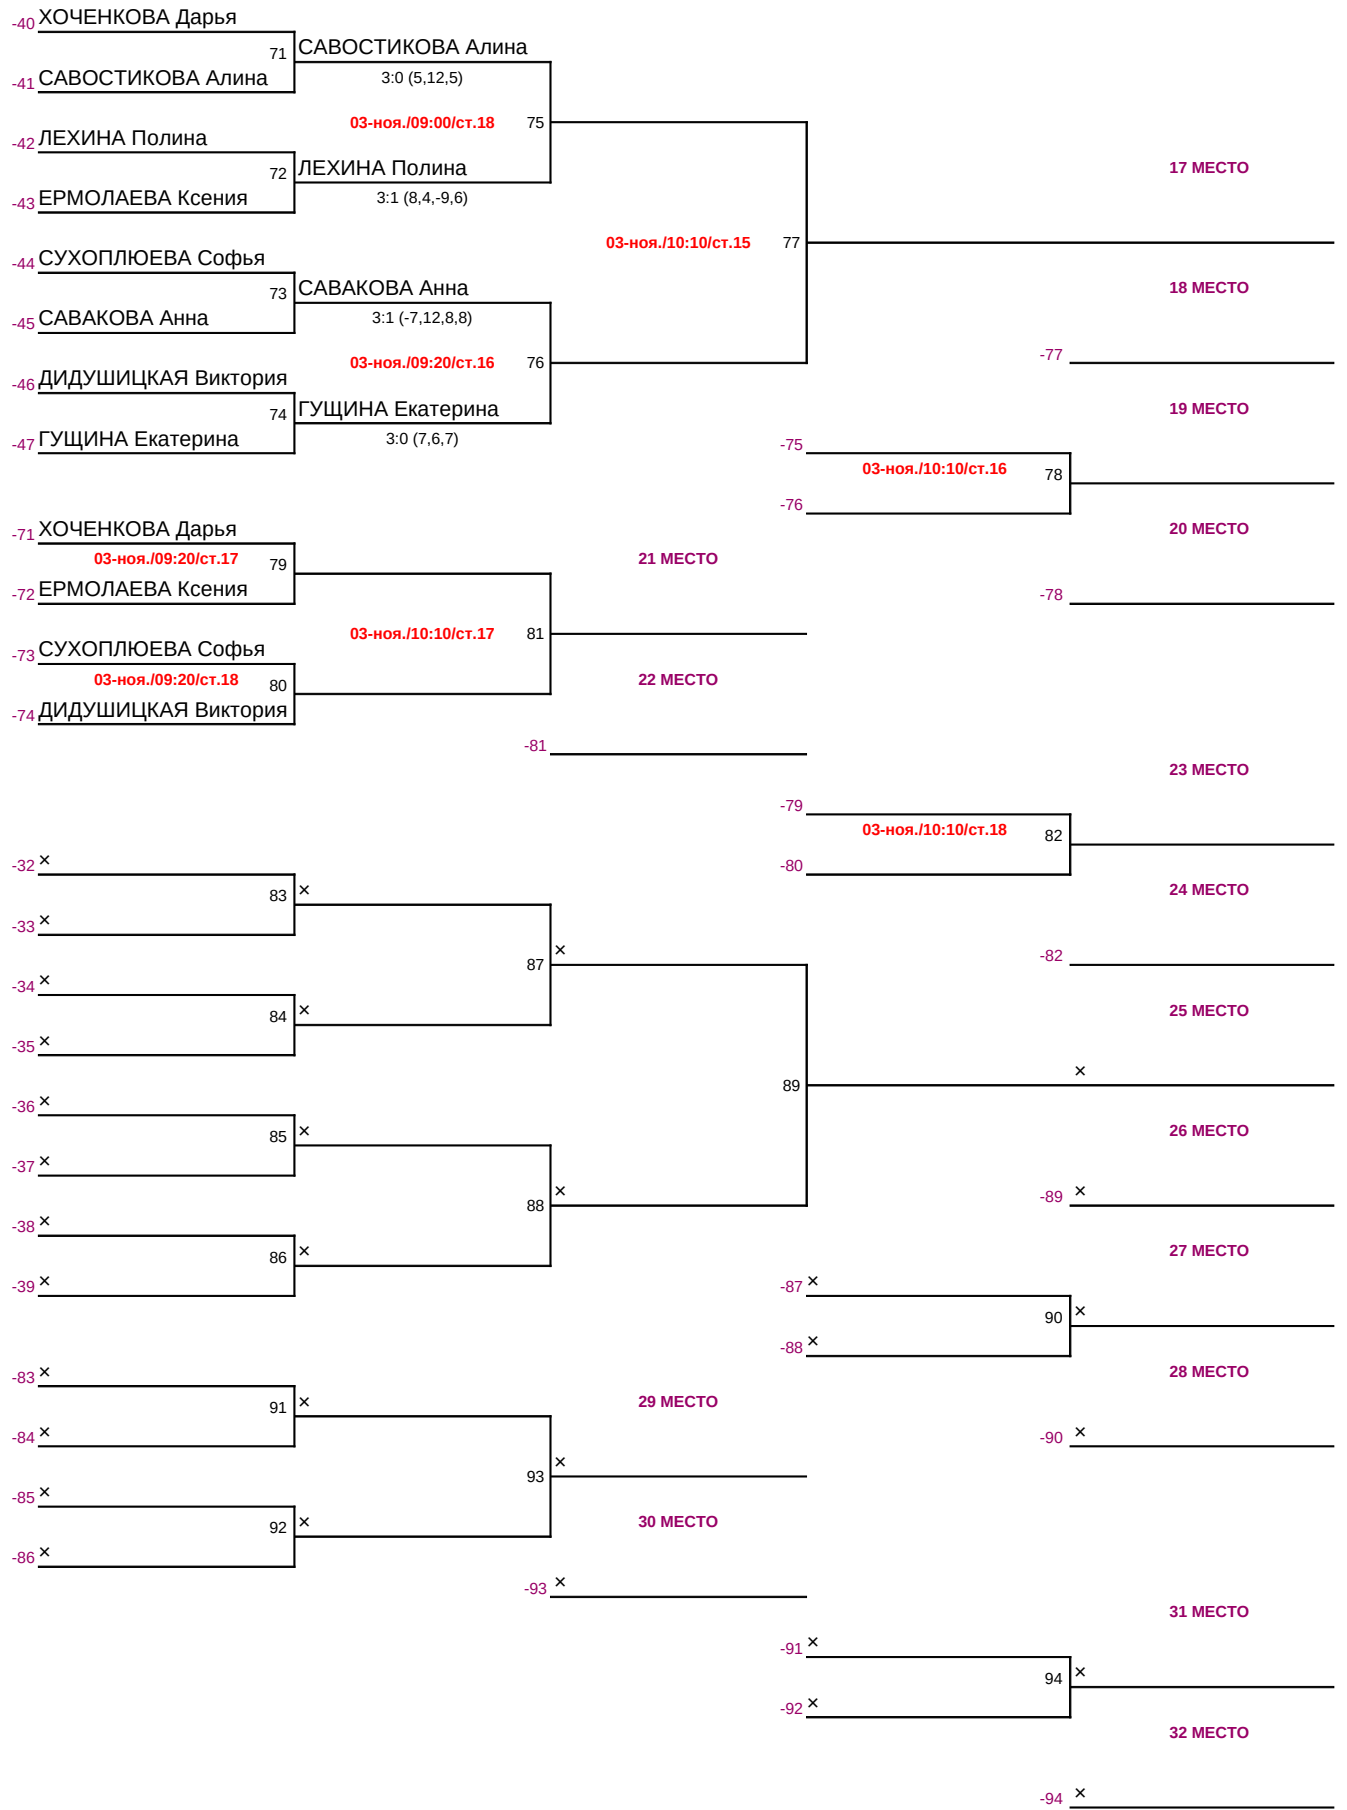 -40 ХОЧЕНКОВА Дарья
71 САВОСТИКОВА Алина
-41 САВОСТИКОВА Алина 3:0 (5,12,5)
03-ноя./09:00/ст.18 75
-42 ЛЕХИНА Полина
72 ЛЕХИНА Полина 17 МЕСТО
-43 ЕРМОЛАЕВА Ксения 3:1 (8,4,-9,6)
03-ноя./10:10/ст.15 77
-44 СУХОПЛЮЕВА Софья
73 САВАКОВА Анна 18 МЕСТО
-45 САВАКОВА Анна 3:1 (-7,12,8,8)
03-ноя./09:20/ст.16 76 -77
-46 ДИДУШИЦКАЯ Виктория
74 ГУЩИНА Екатерина 19 МЕСТО
-47 ГУЩИНА Екатерина 3:0 (7,6,7) -75
03-ноя./10:10/ст.16 78
-76
-71 ХОЧЕНКОВА Дарья 20 МЕСТО
03-ноя./09:20/ст.17 79 21 МЕСТО
-72 ЕРМОЛАЕВА Ксения -78
03-ноя./10:10/ст.17 81
-73 СУХОПЛЮЕВА Софья
03-ноя./09:20/ст.18 80 22 МЕСТО
-74 ДИДУШИЦКАЯ Виктория
-81
23 МЕСТО
-79
03-ноя./10:10/ст.18 82
-32 × -80
83 × 24 МЕСТО
-33 ×
87 × -82
-34 ×
84 × 25 МЕСТО
-35 ×
89 ×
-36 ×
85 × 26 МЕСТО
-37 ×
88 × -89 ×
-38 ×
86 × 27 МЕСТО
-39 × -87 ×
90 ×
-88 ×
-83 × 28 МЕСТО
91 × 29 МЕСТО
-84 × -90 ×
93 ×
-85 ×
92 × 30 МЕСТО
-86 ×
-93 ×
31 МЕСТО
-91 ×
94 ×
-92 ×
32 МЕСТО
-94 ×